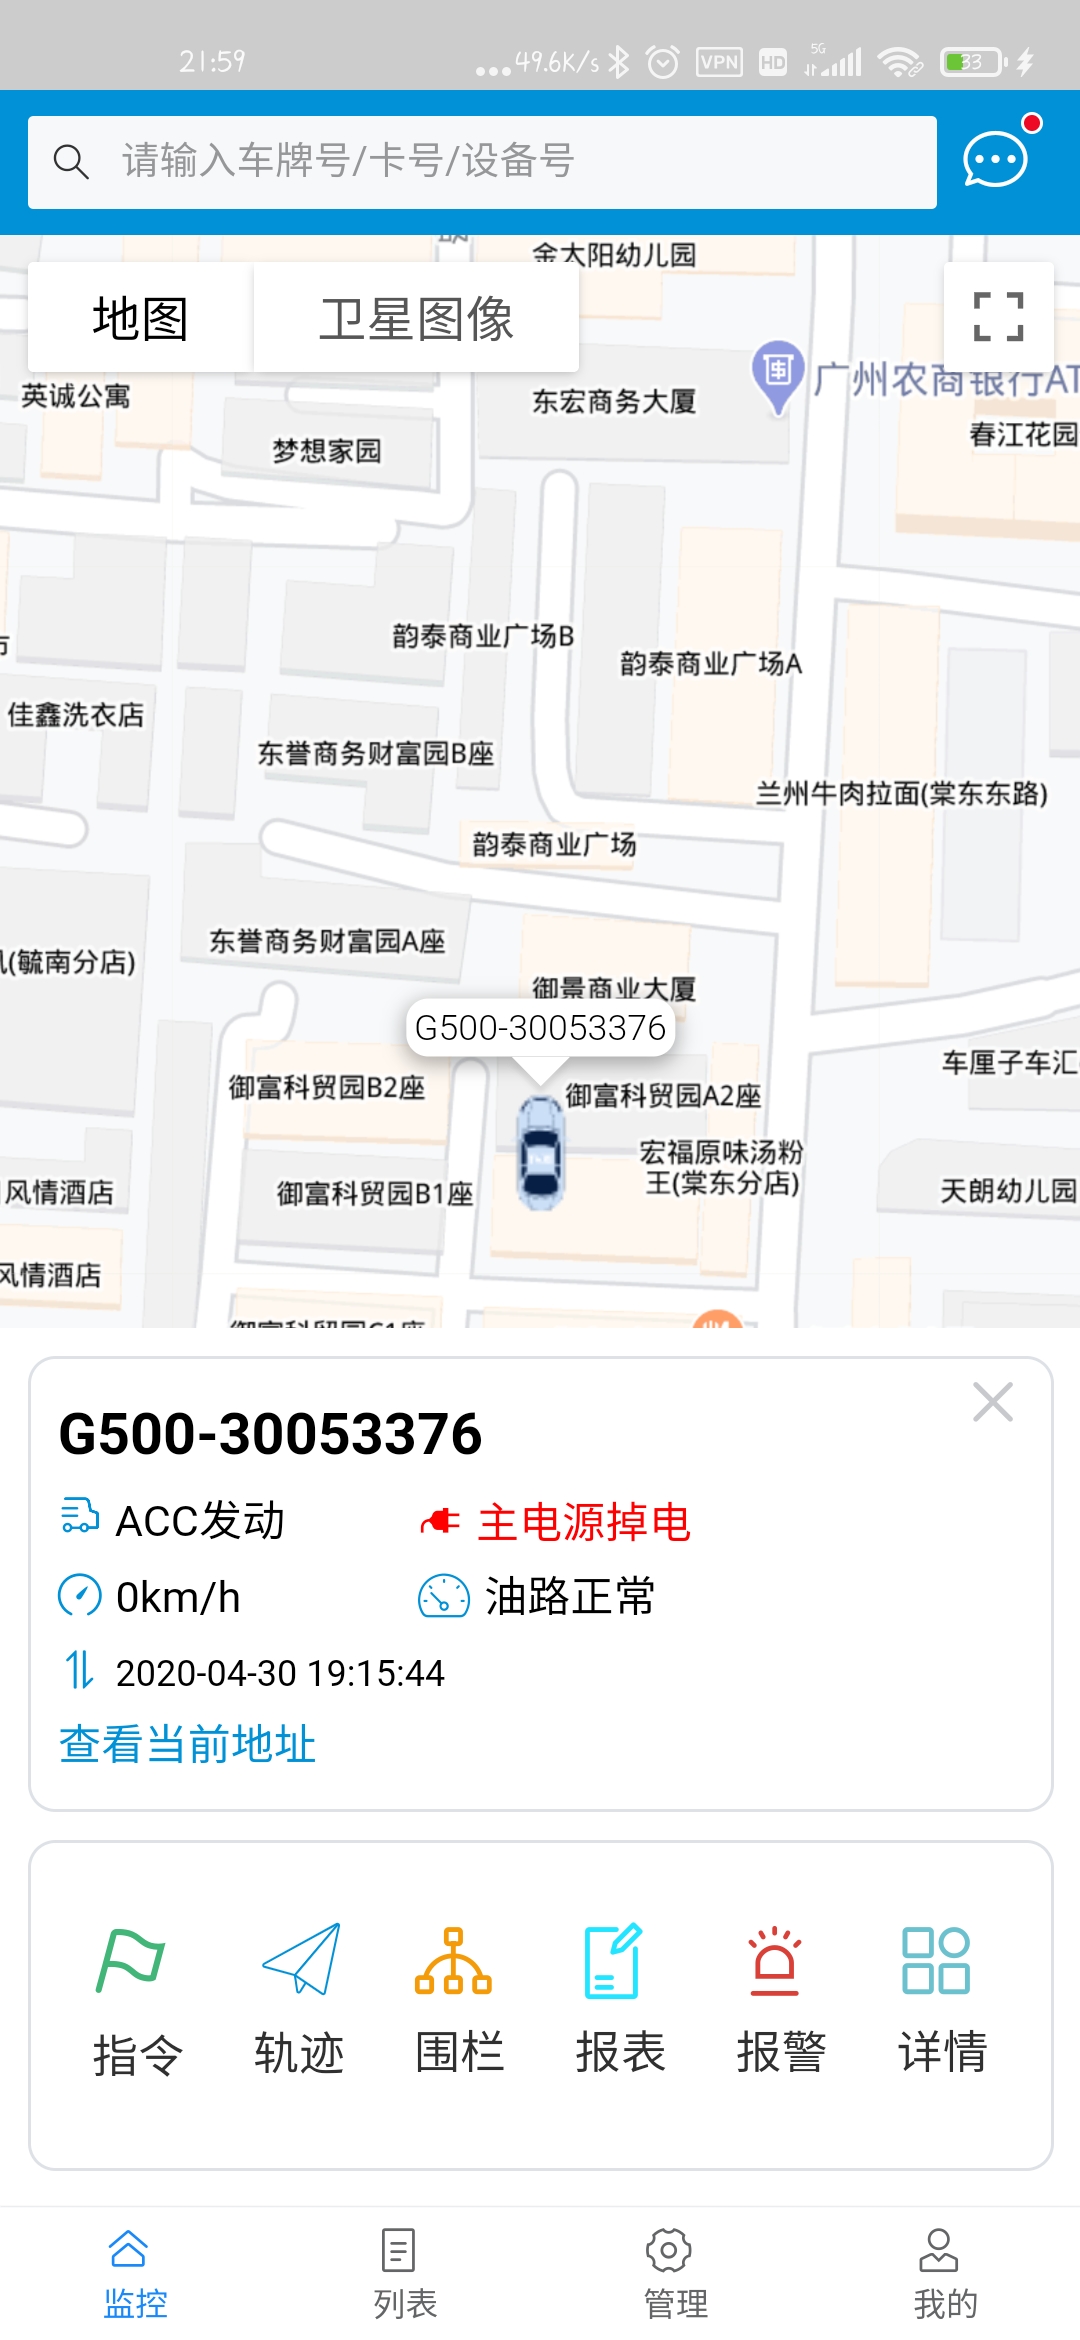 21:59
...49.6K/s
VPN
HD
5G
33
请输入车牌号/卡号/设备号
金太阳幼儿园
地图
卫星图像
广州农商银行AT
英诚公寓
东宏商务大厦
春江花园
梦想家园
韵泰商业广场B
韵泰商业广场A
佳鑫洗衣店
东誉商务财富园B座
兰州牛肉拉面(棠东东路)
韵泰商业广场
东誉商务财富园A座
(毓南分店)
御景商业大厦
G500-30053376
车厘子车汇
御富科贸园B2座
御富科贸园A2座
宏福原味汤粉
王(棠东分店)
风情酒店
御富科贸园B1座
天朗幼儿园
风情酒店
御富科贸园C1座
G500-30053376
ACC发动
主电源掉电
0km/h
油路正常
2020-04-30 19:15:44
查看当前地址
指令
轨迹
围栏
报表
报警
详情
监控
列表
管理
我的